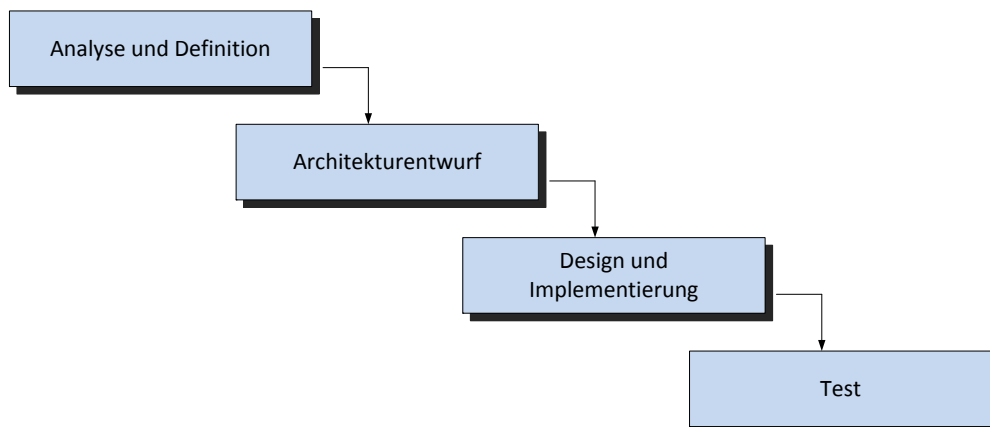 Analyse und Definition
Architekturentwurf
Design und
Implementierung
Test